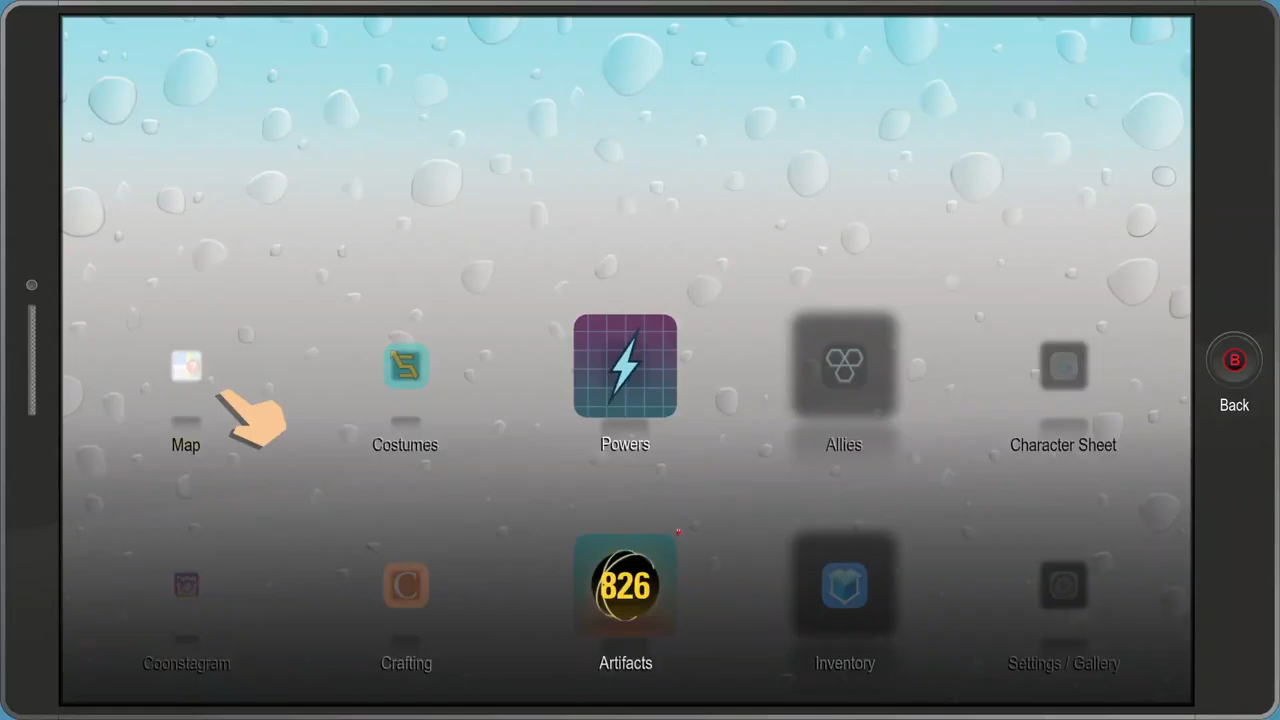 B
Back
Map
Costumes
Powers
Allies
Character Sheet
C
826
Coonstagram
Crafting
Artifacts
Inventory
Settings / Gallery